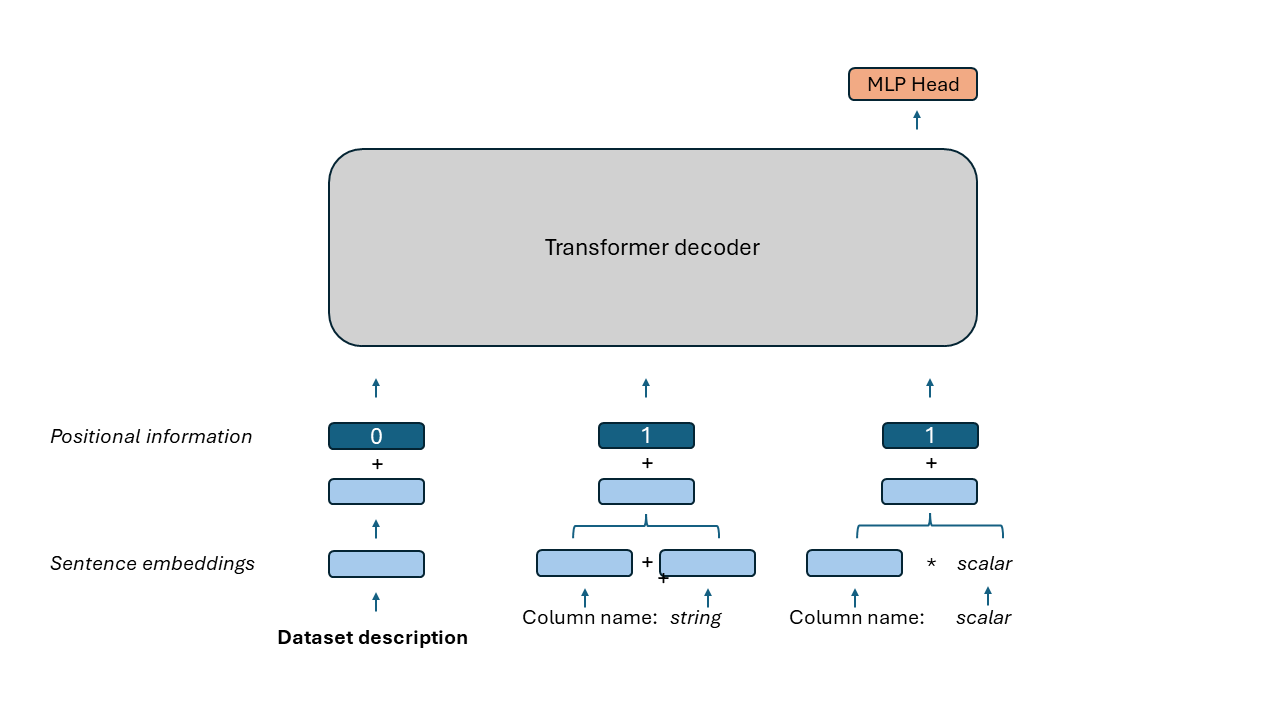 MLP Head
Transformer decoder
Positional information 0 1 1
+ + +
Sentence embeddings + * scalar
+
Column name: string Column name: scalar
Dataset description